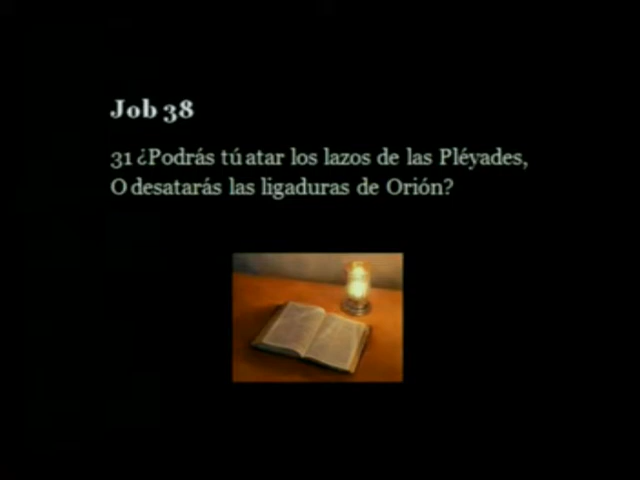 Job 38
31 ¿Podrás tú atar los lazos de las Pléyades,
O desatarás las ligaduras de Orión?